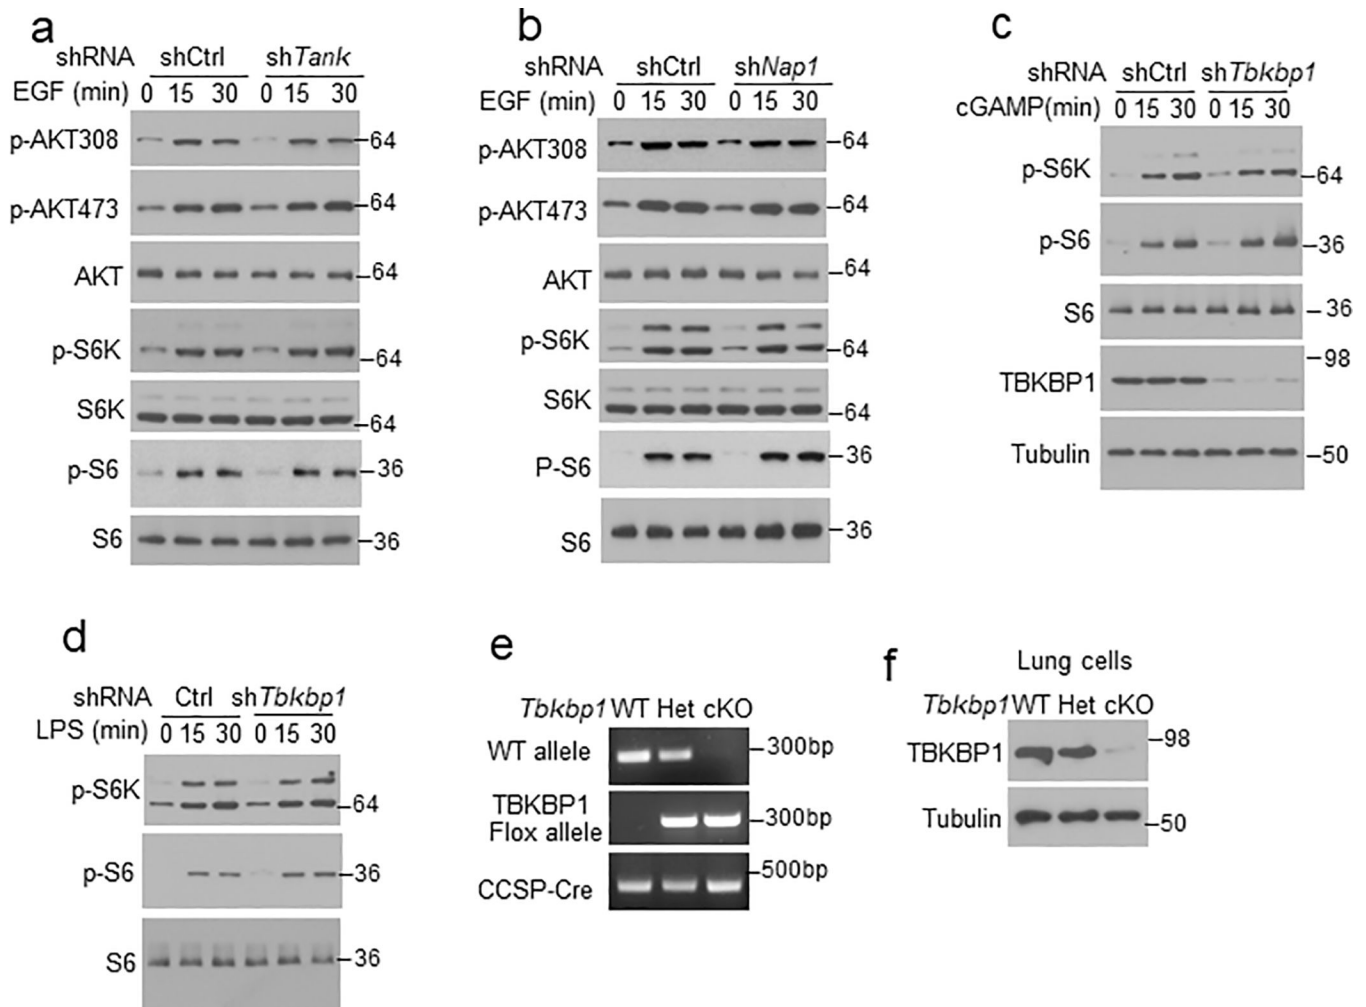 a
shRNA shCtrl shTank
EGF (min) 0 15 30 0 15 30
p-AKT308 64
p-AKT473 64
AKT 64
p-S6K 64
S6K 64
p-S6 36
S6 36
b
shRNA shCtrl shNap1
EGF (min) 0 15 30 0 15 30
p-AKT308 64
p-AKT473 64
AKT 64
p-S6K 64
S6K 64
P-S6 36
S6 36
c
shRNA shCtrl shTbkbp1
cGAMP(min) 0 15 30 0 15 30
p-S6K 64
p-S6 36
S6 36
TBKBP1 98
Tubulin 50
d
shRNA Ctrl shTbkbp1
LPS (min) 0 15 30 0 15 30
p-S6K 64
p-S6 36
S6 36
e
Tbkbp1 WT Het cKO
WT allele 300bp
TBKBP1
Flox allele 300bp
CCSP-Cre 500bp
f
Lung cells
Tbkbp1 WT Het cKO
TBKBP1 98
Tubulin 50